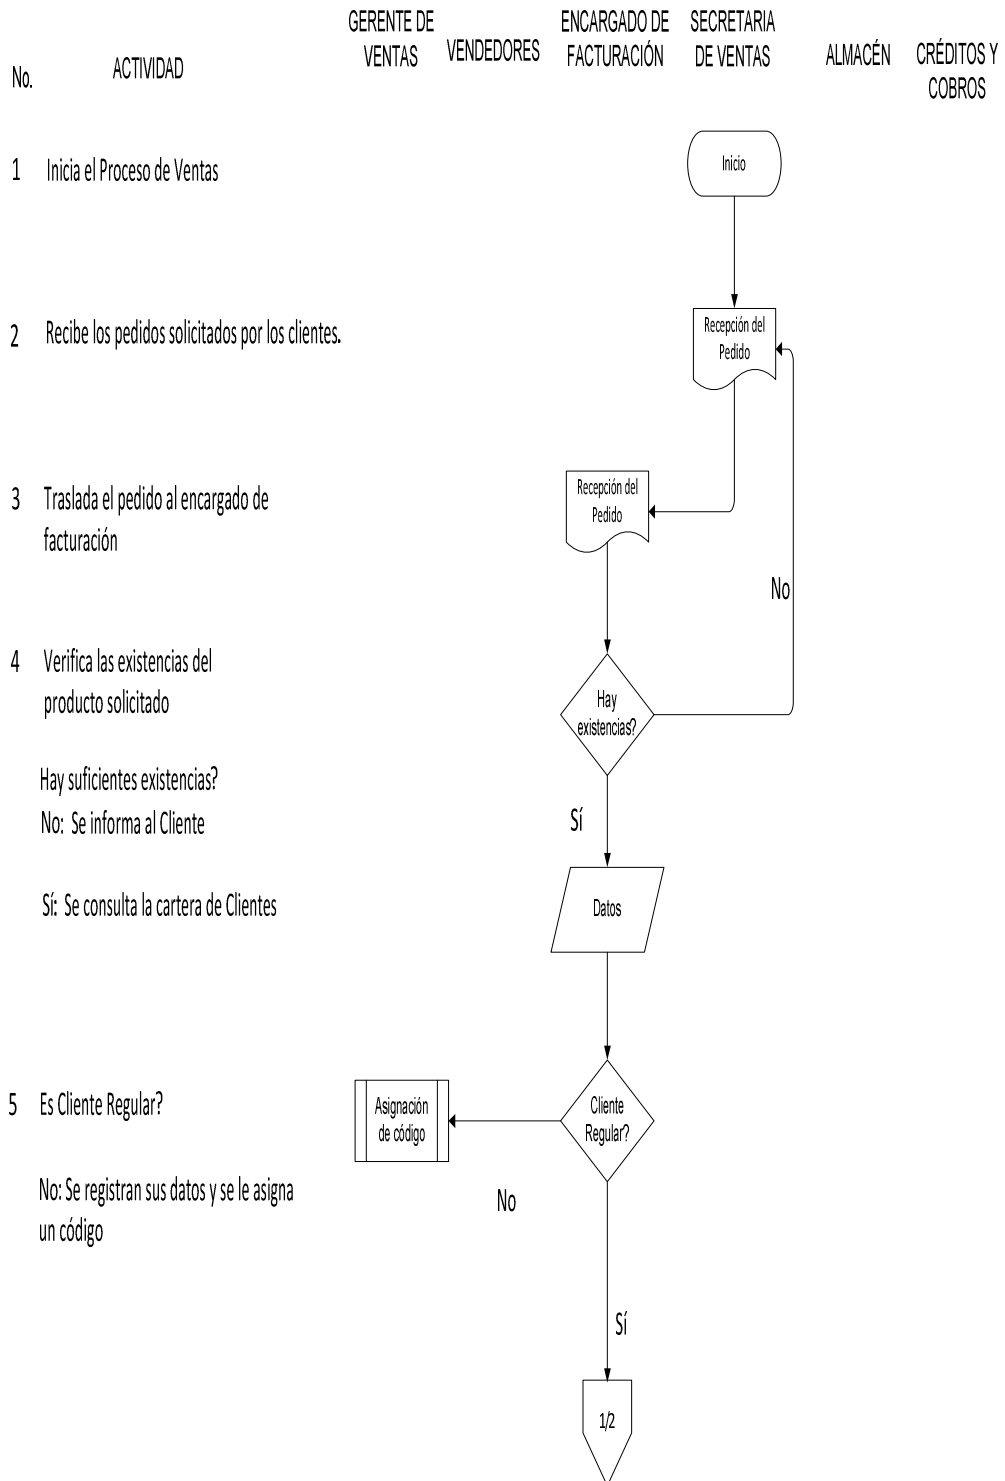 No.
ACTIVIDAD
GERENTE DE
VENTAS
VENDEDORES
ENCARGADO DE
FACTURACIÓN
SECRETARIA
DE VENTAS
ALMACÉN
CRÉDITOS Y
COBROS
1 Inicia el Proceso de Ventas
Inicio
2 Recibe los pedidos solicitados por los clientes.
Recepción del
Pedido
3 Traslada el pedido al encargado de
facturación
Recepción del
Pedido
No
4 Verifica las existencias del
producto solicitado
Hay
existencias?
Hay suficientes existencias?
No: Se informa al Cliente
Sí
Sí: Se consulta la cartera de Clientes
Datos
5 Es Cliente Regular?
Asignación
de código
Cliente
Regular?
No: Se registran sus datos y se le asigna
un código
No
Sí
1/2